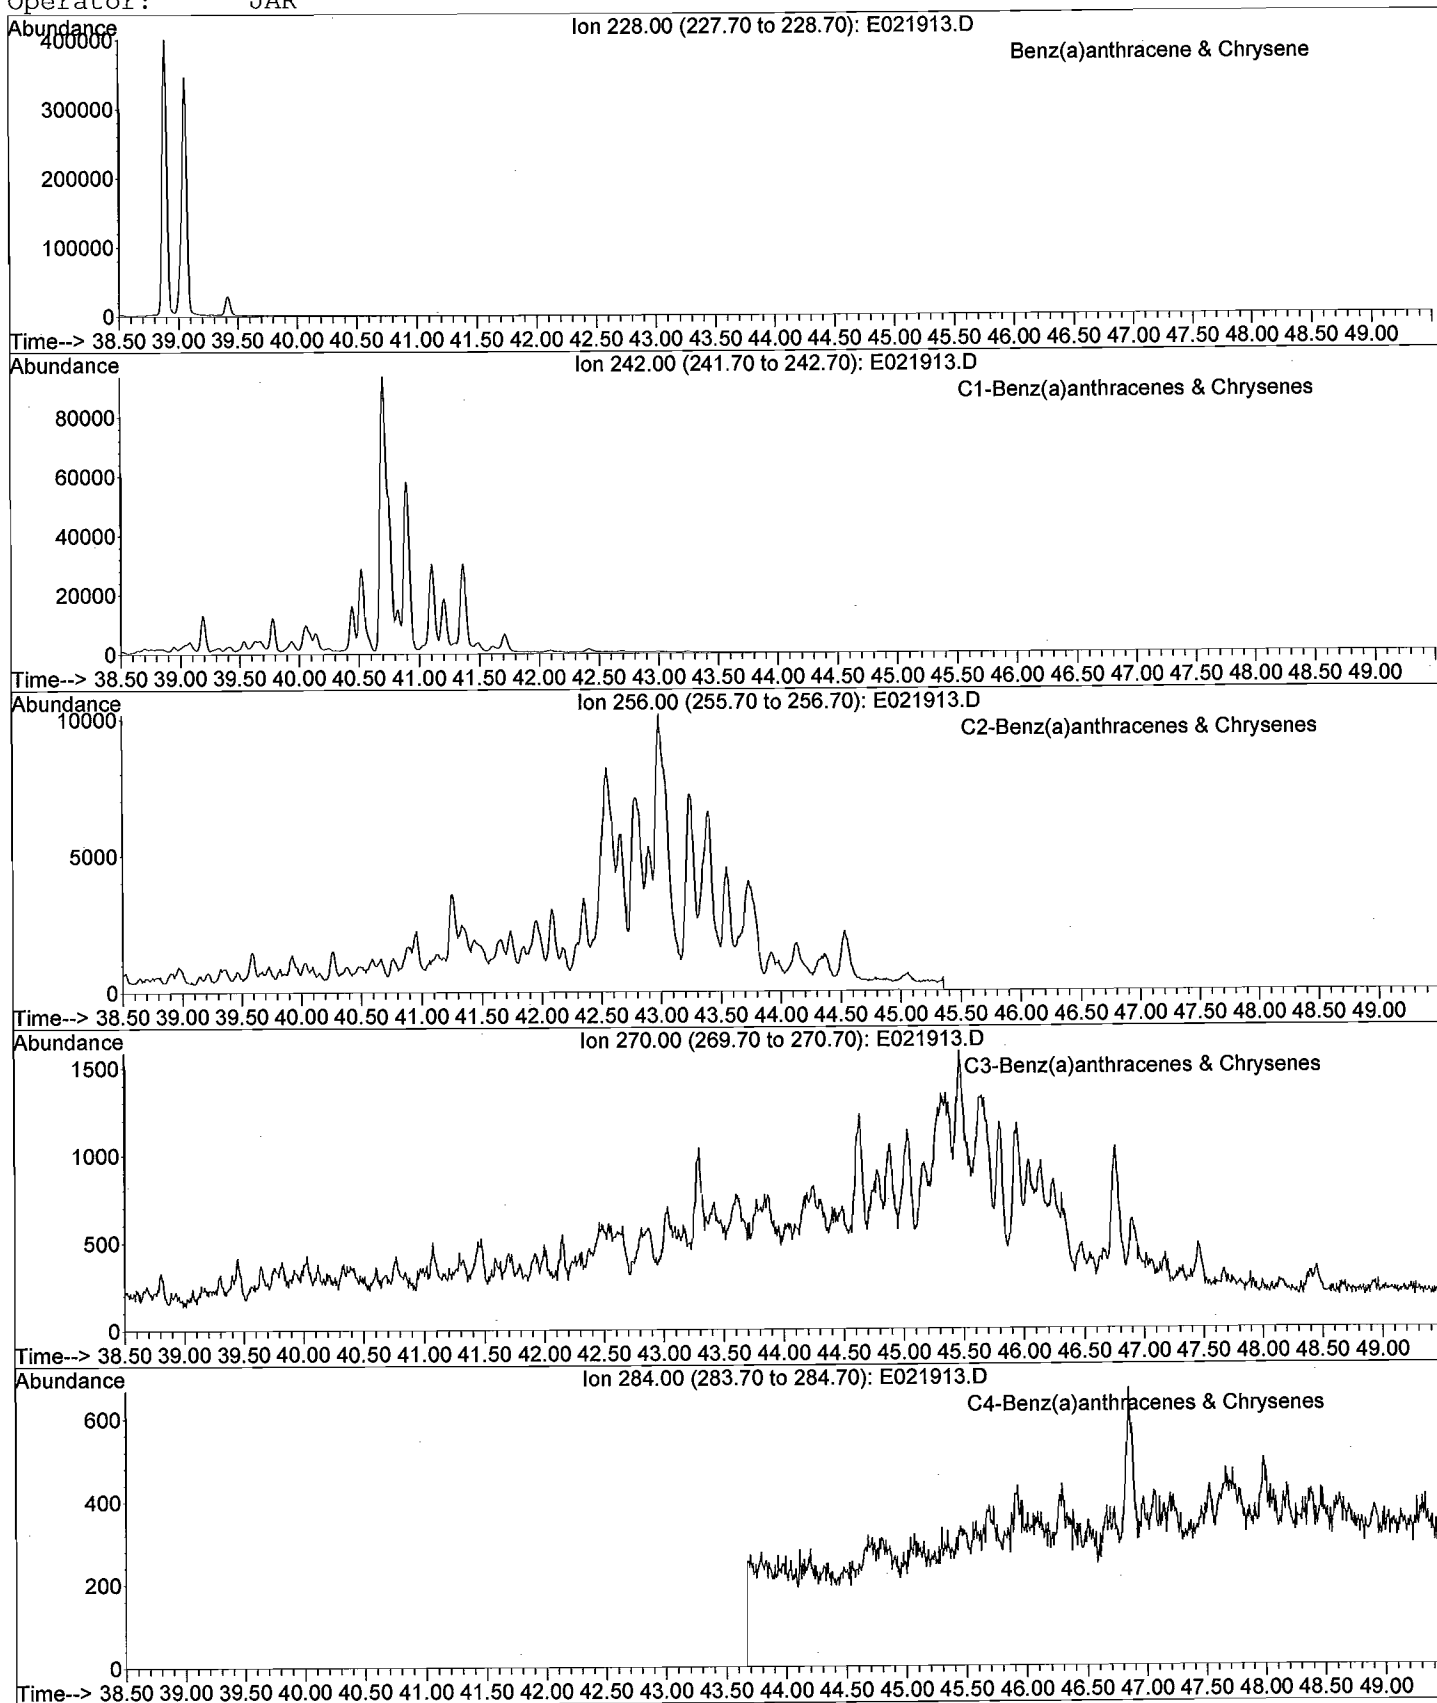 Operator: JAR
Abundance
Ion 228.00 (227.70 to 228.70): E021913.D
Benz(a)anthracene & Chrysene
400000
300000
200000
100000
0
Time--> 38.50 39.00 39.50 40.00 40.50 41.00 41.50 42.00 42.50 43.00 43.50 44.00 44.50 45.00 45.50 46.00 46.50 47.00 47.50 48.00 48.50 49.00
Abundance
Ion 242.00 (241.70 to 242.70): E021913.D
C1-Benz(a)anthracenes & Chrysenes
80000
60000
40000
20000
0
Time--> 38.50 39.00 39.50 40.00 40.50 41.00 41.50 42.00 42.50 43.00 43.50 44.00 44.50 45.00 45.50 46.00 46.50 47.00 47.50 48.00 48.50 49.00
Abundance
Ion 256.00 (255.70 to 256.70): E021913.D
C2-Benz(a)anthracenes & Chrysenes
10000
5000
0
Time--> 38.50 39.00 39.50 40.00 40.50 41.00 41.50 42.00 42.50 43.00 43.50 44.00 44.50 45.00 45.50 46.00 46.50 47.00 47.50 48.00 48.50 49.00
Abundance
Ion 270.00 (269.70 to 270.70): E021913.D
C3-Benz(a)anthracenes & Chrysenes
1500
1000
500
0
Time--> 38.50 39.00 39.50 40.00 40.50 41.00 41.50 42.00 42.50 43.00 43.50 44.00 44.50 45.00 45.50 46.00 46.50 47.00 47.50 48.00 48.50 49.00
Abundance
Ion 284.00 (283.70 to 284.70): E021913.D
C4-Benz(a)anthracenes & Chrysenes
600
400
200
0
Time--> 38.50 39.00 39.50 40.00 40.50 41.00 41.50 42.00 42.50 43.00 43.50 44.00 44.50 45.00 45.50 46.00 46.50 47.00 47.50 48.00 48.50 49.00